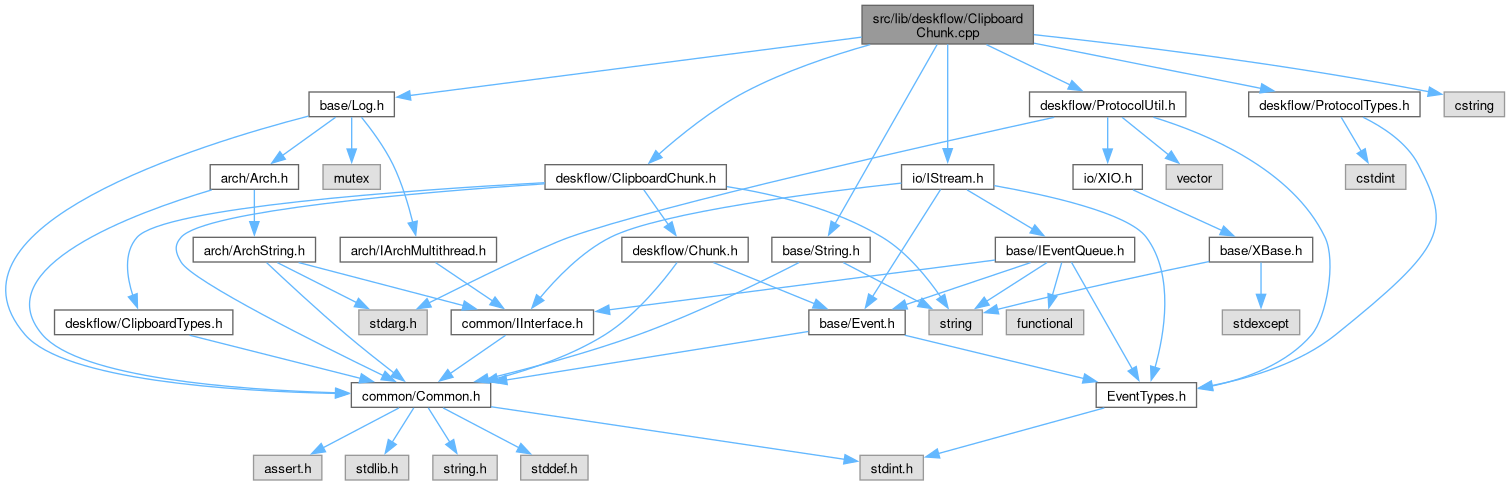 src/lib/deskflow/Clipboard
Chunk.cpp
base/Log.h
deskflow/ProtocolUtil.h
deskflow/ProtocolTypes.h
cstring
arch/Arch.h
mutex
deskflow/ClipboardChunk.h
io/IStream.h
io/XIO.h
vector
cstdint
arch/ArchString.h
arch/IArchMultithread.h
deskflow/Chunk.h
base/String.h
base/IEventQueue.h
base/XBase.h
deskflow/ClipboardTypes.h
stdarg.h
common/IInterface.h
base/Event.h
string
functional
stdexcept
common/Common.h
EventTypes.h
assert.h
stdlib.h
string.h
stddef.h
stdint.h